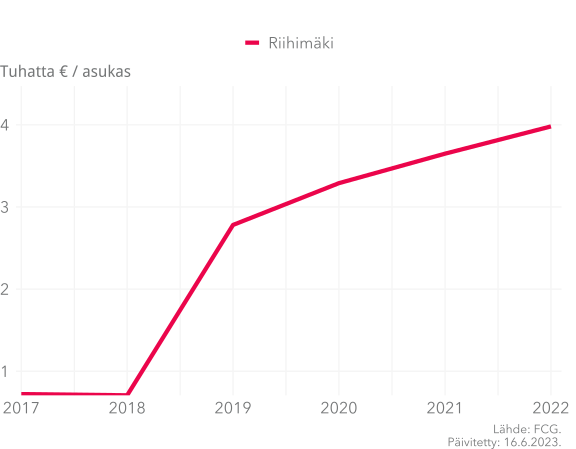 Riihimäki
Tuhatta € / asukas
4
3
2
1
2017 2018 2019 2020 2021 2022
Lähde: FCG.
Päivitetty: 16.6.2023.